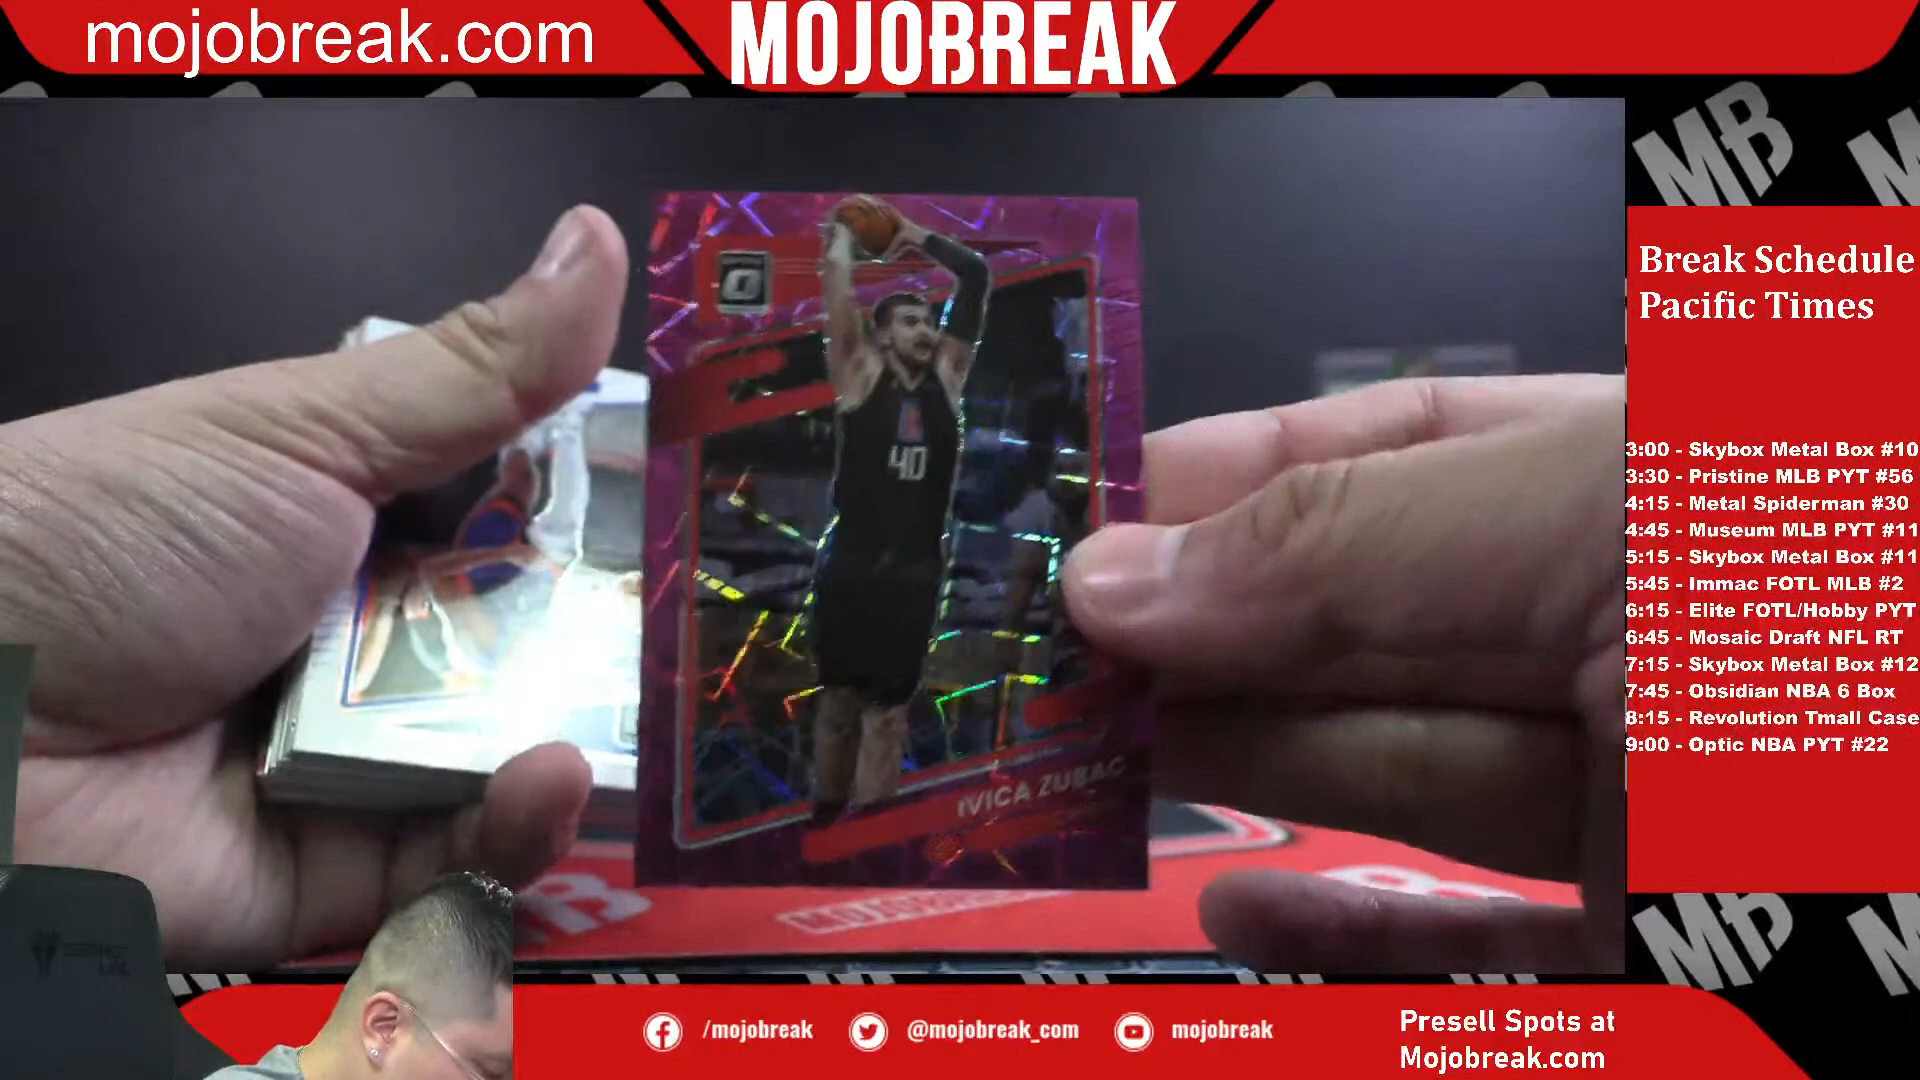 mojobreak.com
MOJOBREAK
Break Schedule
Pacific Times
3:00 - Skybox Metal Box #10
3:30 - Pristine MLB PYT #56
4:15 - Metal Spiderman #30
4:45 - Museum MLB PYT #11
5:15 - Skybox Metal Box #11
5:45 - Immac FOTL MLB #2
6:15 - Elite FOTL/Hobby PYT
6:45 - Mosaic Draft NFL RT
7:15 - Skybox Metal Box #12
7:45 - Obsidian NBA 6 Box
8:15 - Revolution Tmall Case
9:00 - Optic NBA PYT #22
MB
MB
40
IVICA ZUBAC
/mojobreak
@mojobreak_com
mojobreak
Presell Spots at
Mojobreak.com